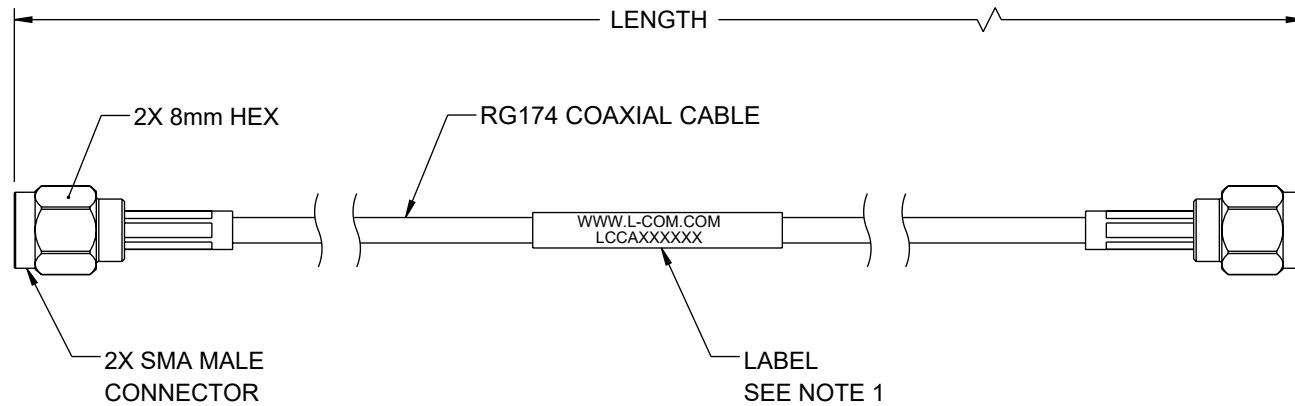 LENGTH
2X 8mm HEX
RG174 COAXIAL CABLE
WWW.L-COM.COM
LCCAXXXXXX
2X SMA MALE
CONNECTOR
LABEL
SEE NOTE 1